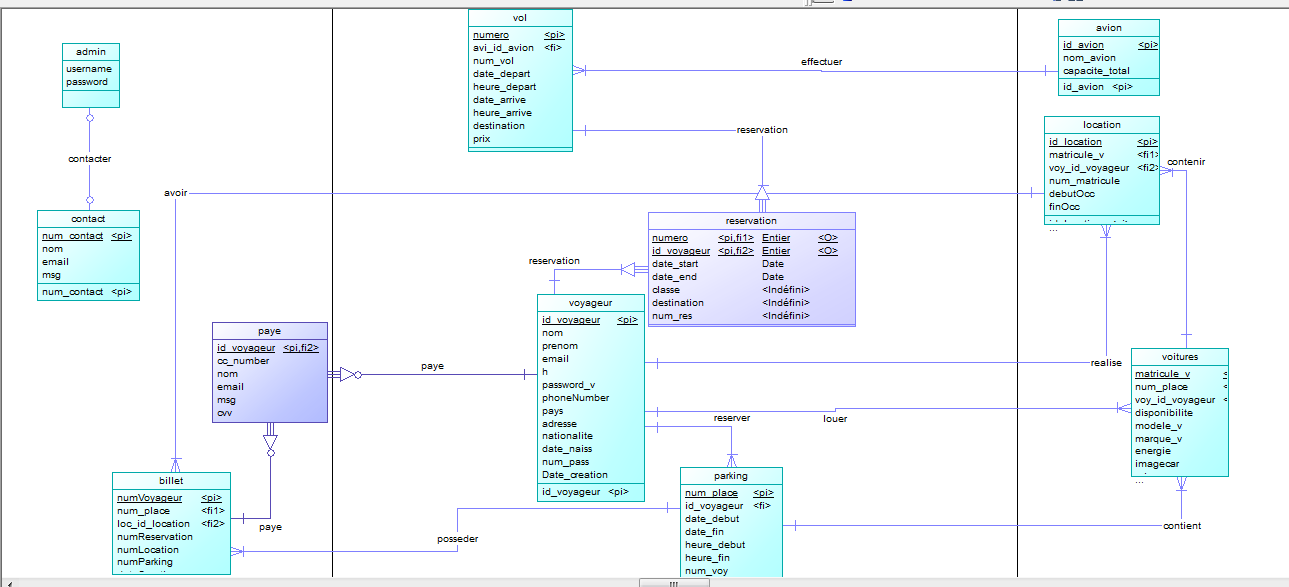 vol
numero <pi>
avi_id_avion <fi>
num_vol
date_depart
heure_depart
date_arrive
heure_arrive
destination
prix
avion
id_avion <pi>
nom_avion
capacite_total
id_avion <pi>
admin
username
password
effectuer
location
id_location <pi>
matricule_v <fi1>
voy_id_voyageur <fi2>
num_matricule
debutOcc
finOcc
...
reservation
contacter
contenir
avoir
contact
num_contact <pi>
nom
email
msg
num_contact <pi>
reservation
numero <pi,fi1> Entier <O>
id_voyageur <pi,fi2> Entier <O>
date_start Date
date_end Date
classe <Indéfini>
destination <Indéfini>
num_res <Indéfini>
reservation
voyageur
id_voyageur <pi>
nom
prenom
email
h
password_v
phoneNumber
pays
adresse
nationalite
date_naiss
num_pass
Date_creation
id_voyageur <pi>
paye
id_voyageur <pi,fi2>
cc_number
nom
email
msg
cvv
paye
realise
voitures
matricule_v <
num_place <
voy_id_voyageur <
disponibilite
modele_v
marque_v
energie
imagecar
...
reserver
louer
billet
numVoyageur <pi>
num_place <fi1>
loc_id_location <fi2>
numReservation
numLocation
numParking
paye
posseder
parking
num_place <pi>
id_voyageur <fi>
date_debut
date_fin
heure_debut
heure_fin
num_voy
contient